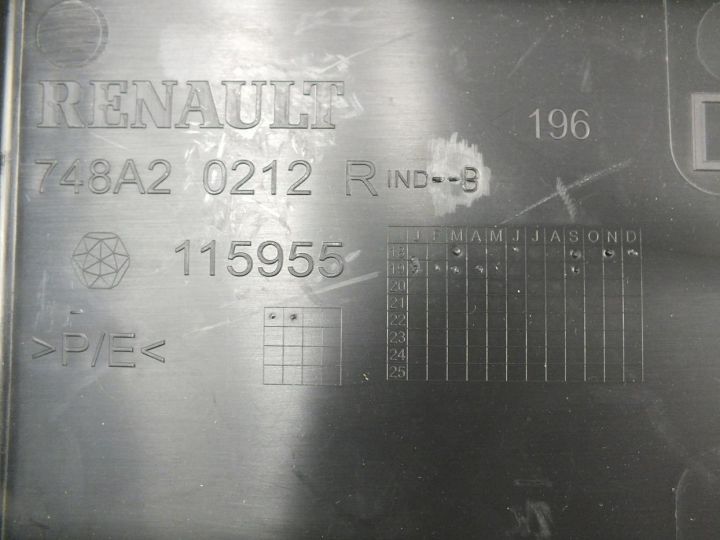 RENAULT
196
748A2 0212 R IND--B
115955
J F M A M J J A S O N D
18
19
20
21
22
23
24
25
>P/E<